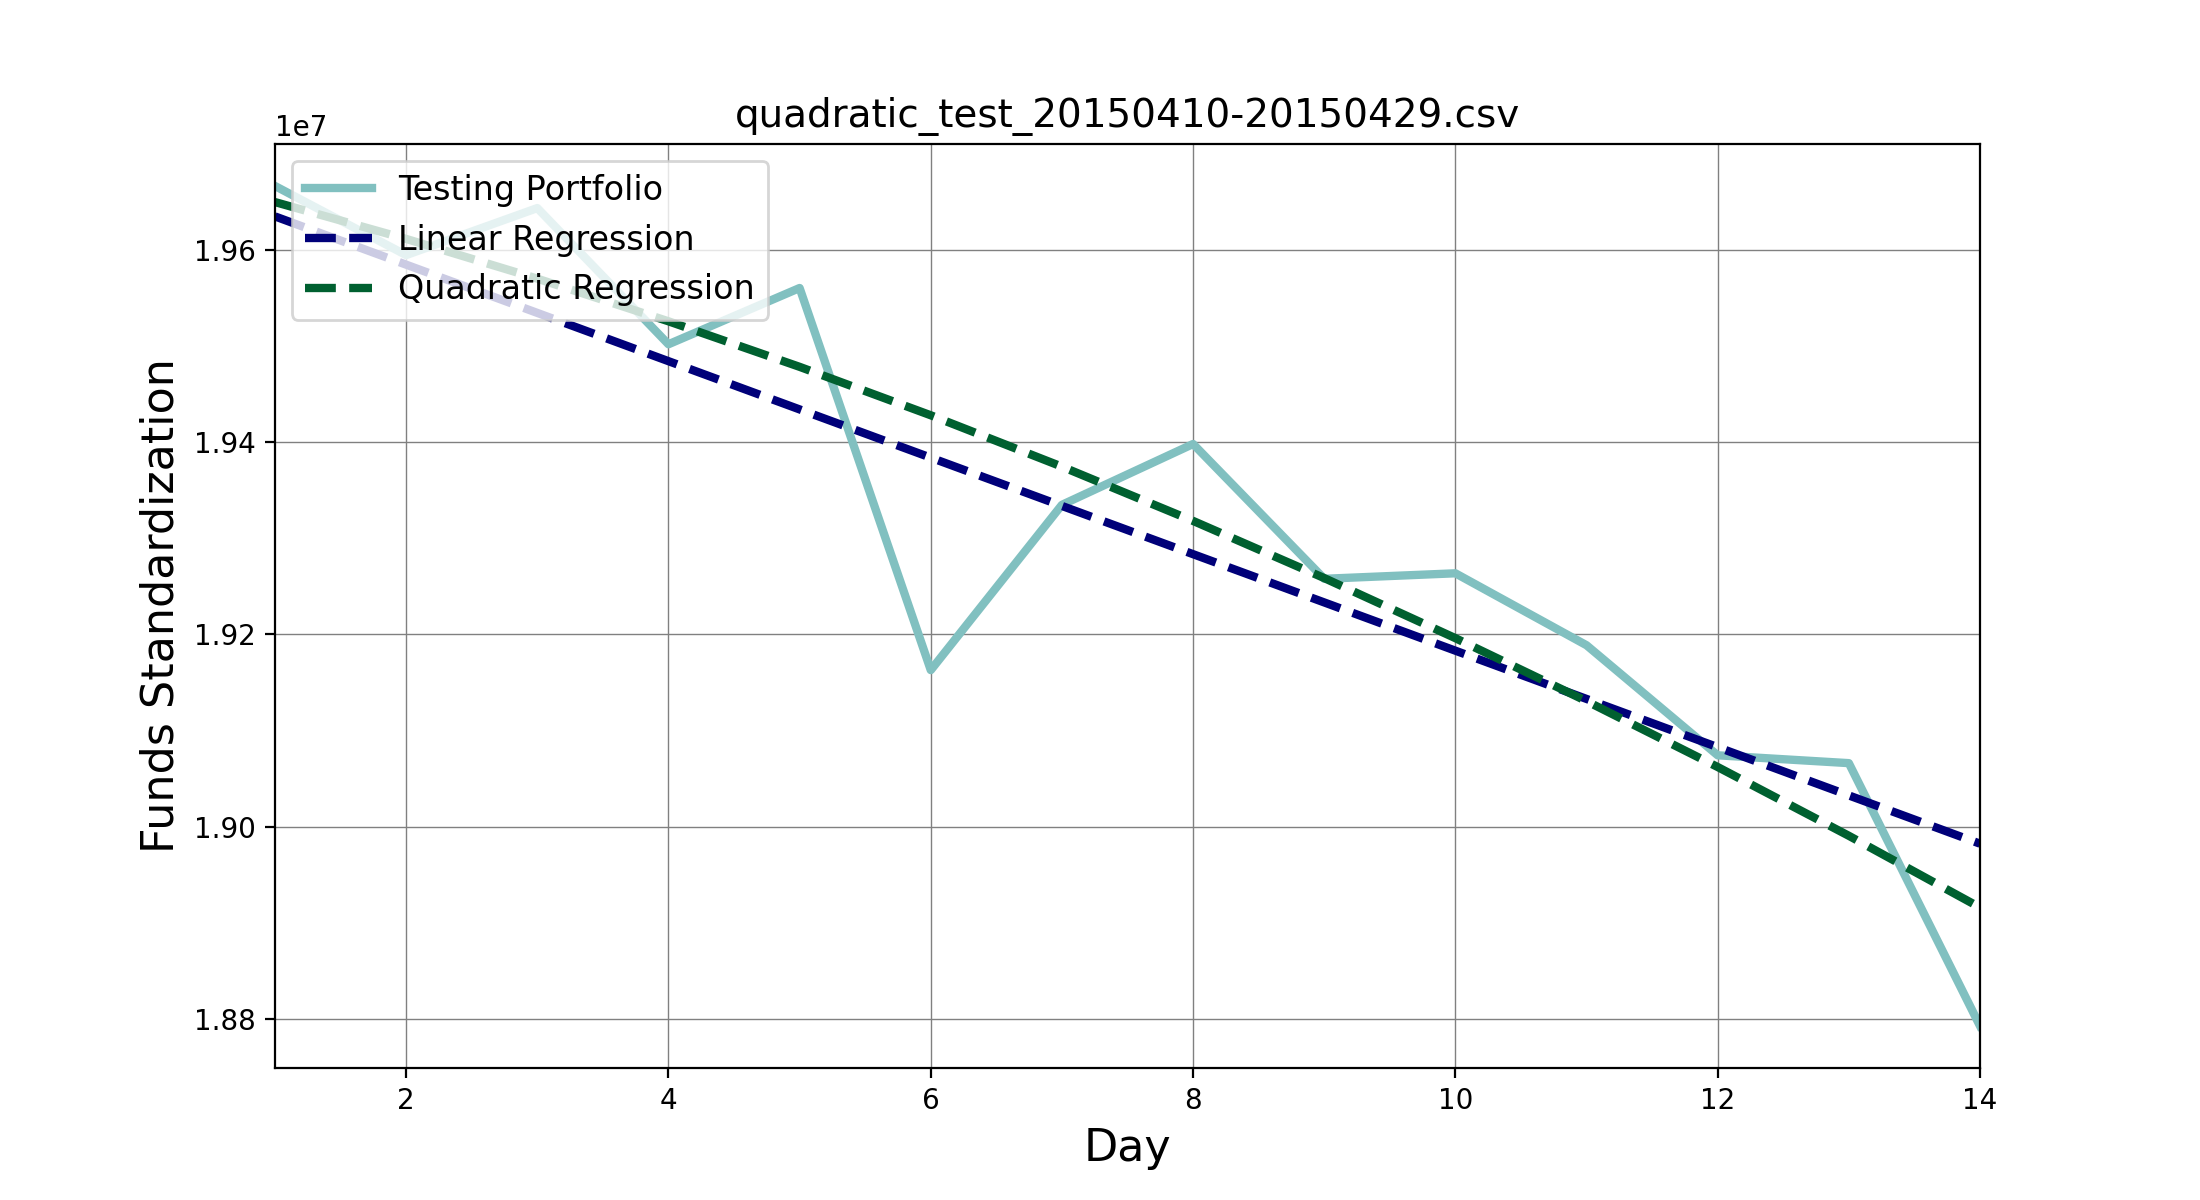 quadratic_test_20150410-20150429.csv
1e7
Testing Portfolio
Linear Regression
Quadratic Regression
1.96
1.94
1.92
1.90
1.88
Funds Standardization
2 4 6 8 10 12 14
Day